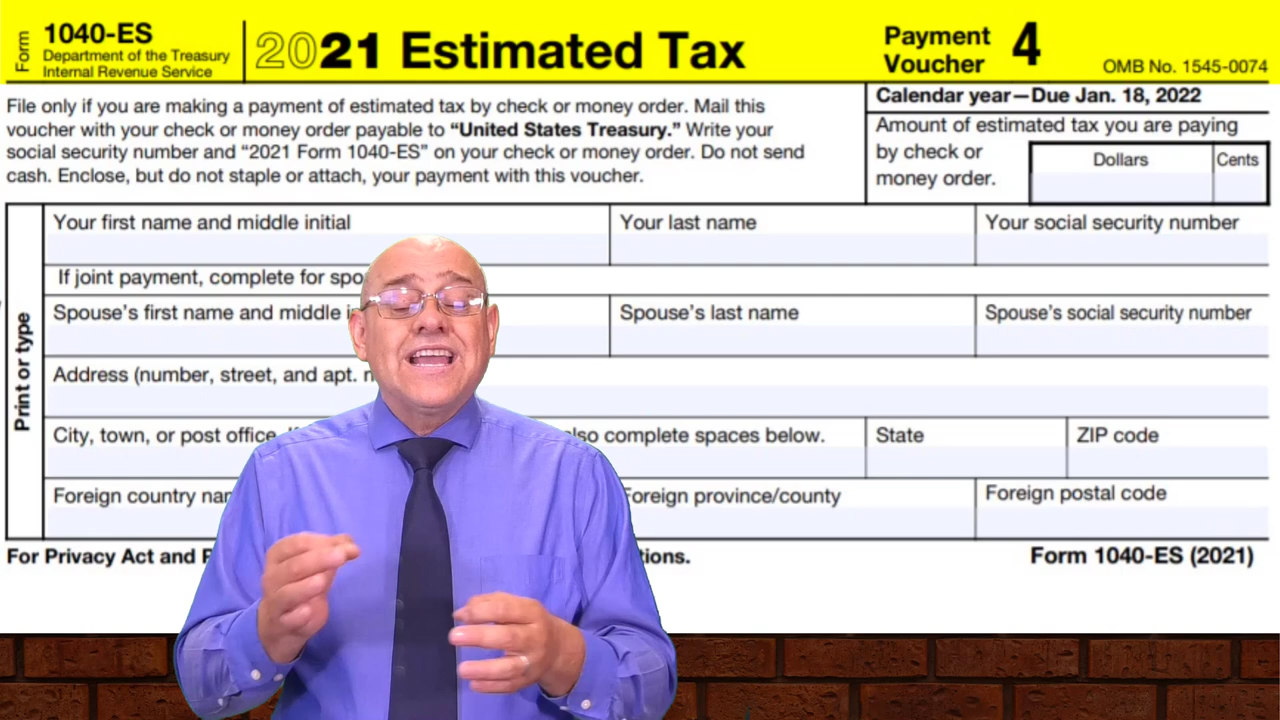 Form
1040-ES
Department of the Treasury
Internal Revenue Service
2021 Estimated Tax
Payment
Voucher 4
OMB No. 1545-0074
File only if you are making a payment of estimated tax by check or money order. Mail this
voucher with your check or money order payable to “United States Treasury.” Write your
social security number and “2021 Form 1040-ES” on your check or money order. Do not send
cash. Enclose, but do not staple or attach, your payment with this voucher.
Calendar year—Due Jan. 18, 2022
Amount of estimated tax you are paying
by check or
money order.
Dollars
Cents
Print or type
Your first name and middle initial
Your last name
Your social security number
If joint payment, complete for
Spouse’s first name and middle
Spouse’s last name
Spouse’s social security number
Address (number, street, and apt.
City, town, or post office. also complete spaces below.
State
ZIP code
Foreign country
Foreign province/county
Foreign postal code
For Privacy Act and
Form 1040-ES (2021)